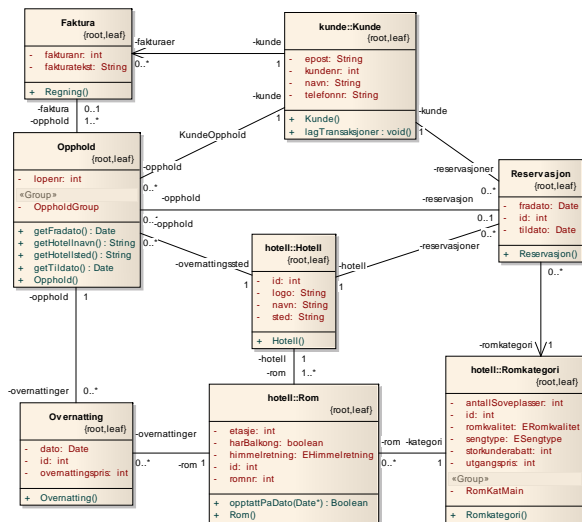 Faktura
{root,leaf}
- fakturanr: int
- fakturatekst: String
+ Regning()
-fakturaer
0..*
-kunde
1
kunde::Kunde
{root,leaf}
- epost: String
- kundenr: int
- navn: String
- telefonnr: String
+ Kunde()
+ lagTransaksjoner : void()
-faktura 0..1
-opphold 1..*
-kunde
1
KundeOpphold
-opphold
0..*
-kunde
1
-reservasjoner
0..*
Opphold
{root,leaf}
- lopenr: int
«Group»
- OppholdGroup
+ getFradato() : Date
+ getHotellnavn() : String
+ getHotellsted() : String
+ getTildato() : Date
+ Opphold()
-opphold
0..*
-reservasjon
0..1
Reservasjon
{root,leaf}
- fradato: Date
- id: int
- tildato: Date
+ Reservasjon()
-opphold
0..*
-overnattingssted
1
0..*
-reservasjoner
-hotell
1
hotell::Hotell
{root,leaf}
- id: int
- logo: String
- navn: String
- sted: String
+ Hotell()
-opphold 1
-overnattinger 0..*
-hotell 1
-rom 1..*
0..*
-romkategori 1
Overnatting
{root,leaf}
- dato: Date
- id: int
- overnattingspris: int
+ Overnatting()
-overnattinger
0..*
-rom 1
hotell::Rom
{root,leaf}
- etasje: int
- harBalkong: boolean
- himmelretning: EHimmelretning
- id: int
- romnr: int
+ opptattPaDato(Date*) : Boolean
+ Rom()
-rom
0..*
-kategori
1
hotell::Romkategori
{root,leaf}
- antallSoveplasser: int
- id: int
- romkvalitet: ERomkvalitet
- sengtype: ESengtype
- storkunderabatt: int
- utgangspris: int
«Group»
- RomKatMain
+ Romkategori()